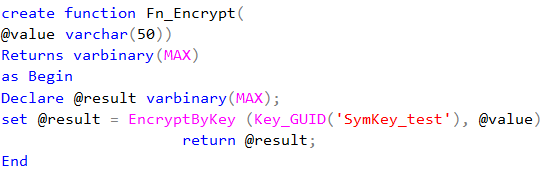 create function Fn_Encrypt(
@value varchar(50))
Returns varbinary(MAX)
as Begin
Declare @result varbinary(MAX);
set @result = EncryptByKey (Key_GUID('SymKey_test'), @value)
return @result;
End